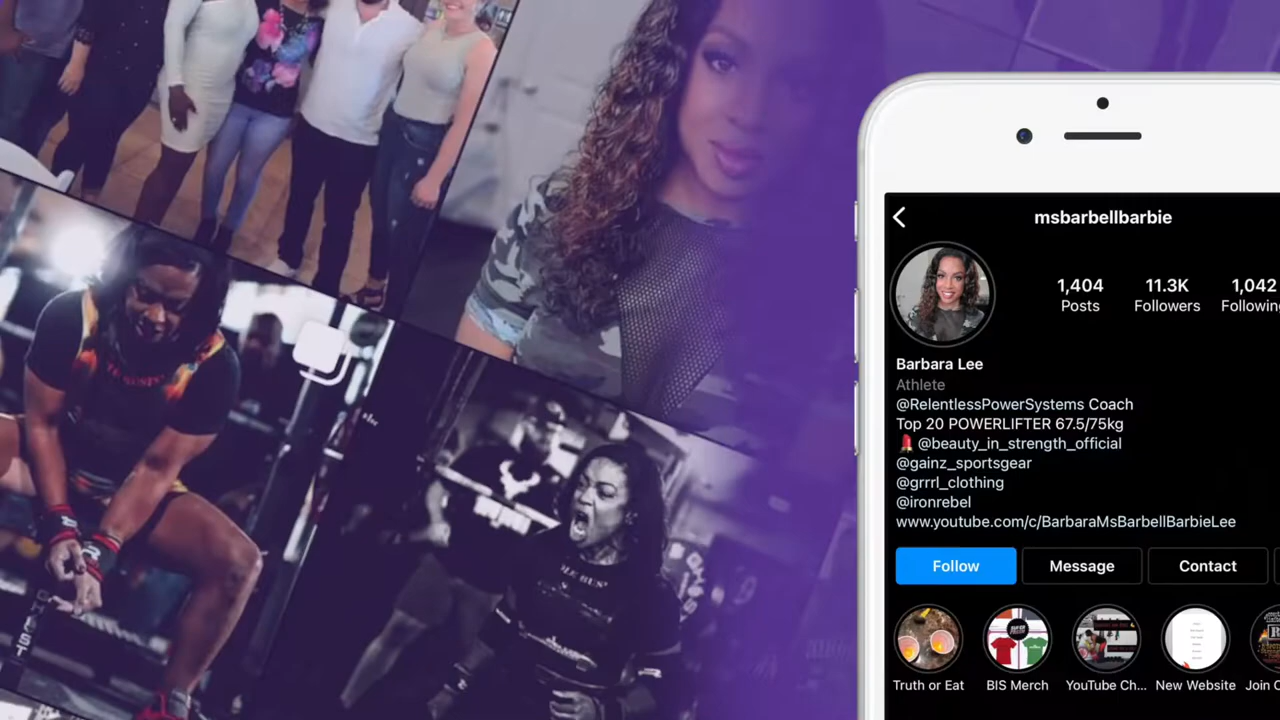 msbarbellbarbie
1,404 11.3K 1,042
Posts Followers Following
Barbara Lee
Athlete
@RelentlessPowerSystems Coach
Top 20 POWERLIFTER 67.5/75kg
💄 @beauty_in_strength_official
@gainz_sportsgear
@grrrl_clothing
@ironrebel
www.youtube.com/c/BarbaraMsBarbellBarbieLee
Follow Message Contact
Truth or Eat BIS Merch YouTube Ch... New Website Join